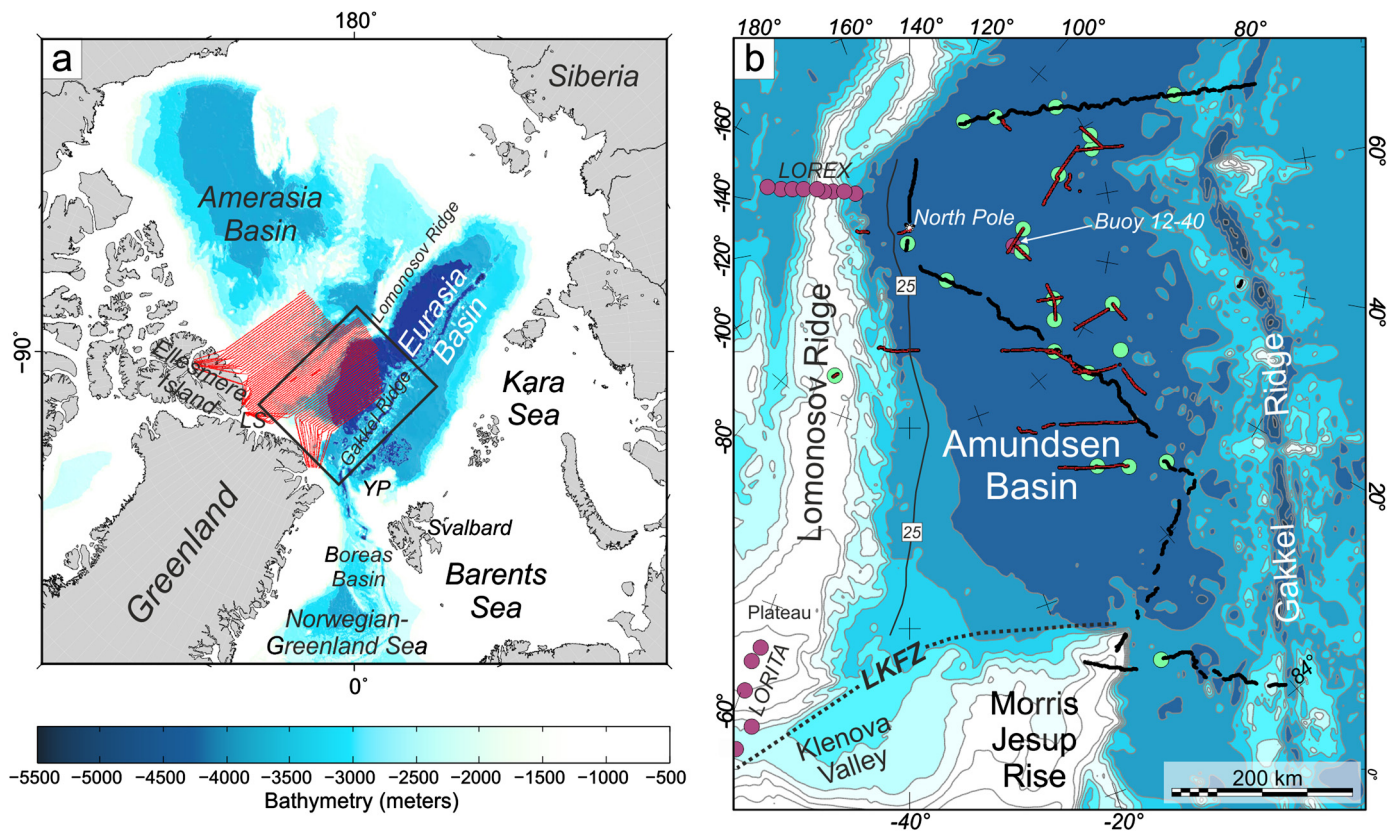 180°
a
Siberia
Amerasia
Basin
Lomonosov Ridge
Eurasia
Basin
−90°
Ellesmere
Island
LS
Gakkel Ridge
Kara
Sea
YP
Svalbard
Greenland
Boreas
Basin
Barents
Sea
Norwegian-
Greenland Sea
0°
−5500 −5000 −4500 −4000 −3500 −3000 −2500 −2000 −1500 −1000 −500
Bathymetry (meters)
180° 160° 140° 120° 100° 80°
b
-160°
60°
LOREX
-140°
North Pole
Buoy 12-40
-120°
25
40°
-100°
Lomonosov Ridge
Ridge
-80°
Amundsen
Basin
20°
25
Gakkel
Plateau
LORITA
LKFZ
84°
-60°
Morris
Jesup
Rise
Klenova
Valley
200 km
0°
-40° -20°